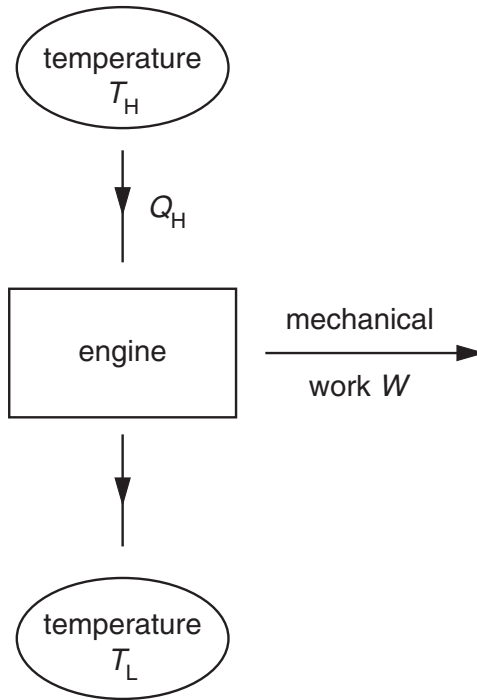 temperature
T_H
Q_H
engine
mechanical
work W
temperature
T_L